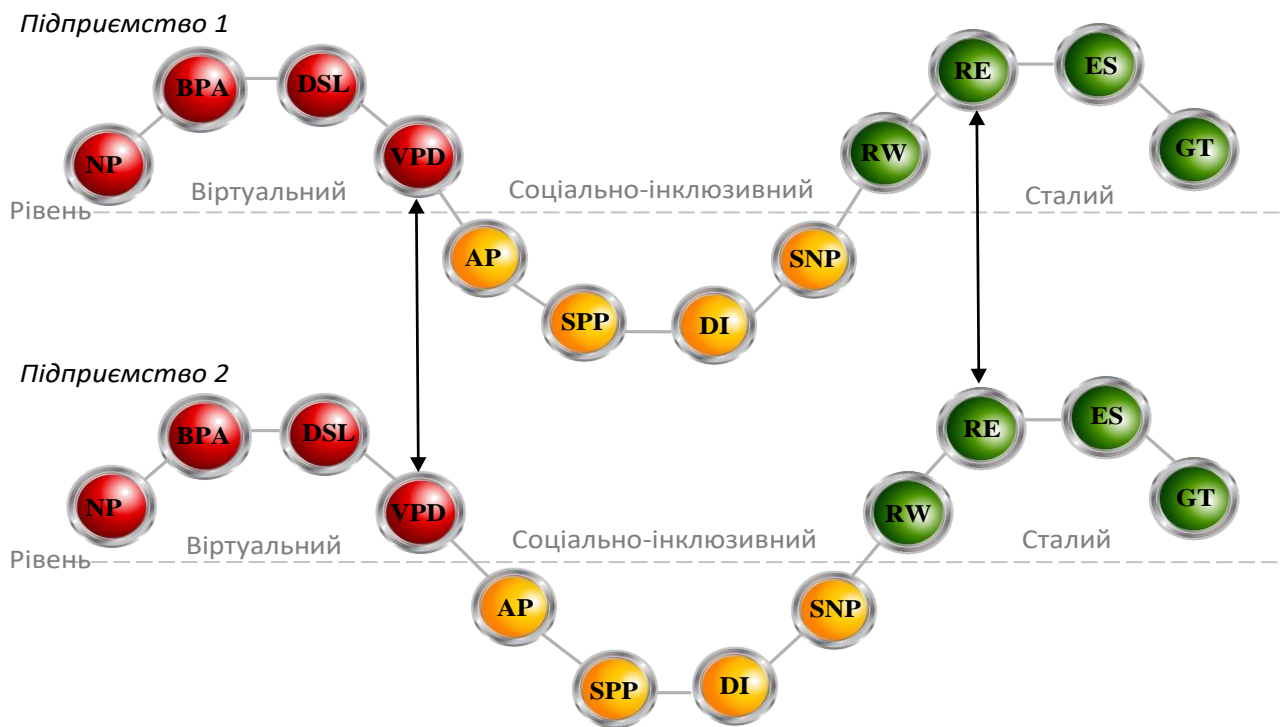 Підприємство 1
NP
BPA
DSL
VPD
AP
SPP
DI
SNP
RW
RE
ES
GT
Рівень
Віртуальний
Соціально-інклюзивний
Сталий
Підприємство 2
NP
BPA
DSL
VPD
AP
SPP
DI
SNP
RW
RE
ES
GT
Рівень
Віртуальний
Соціально-інклюзивний
Сталий